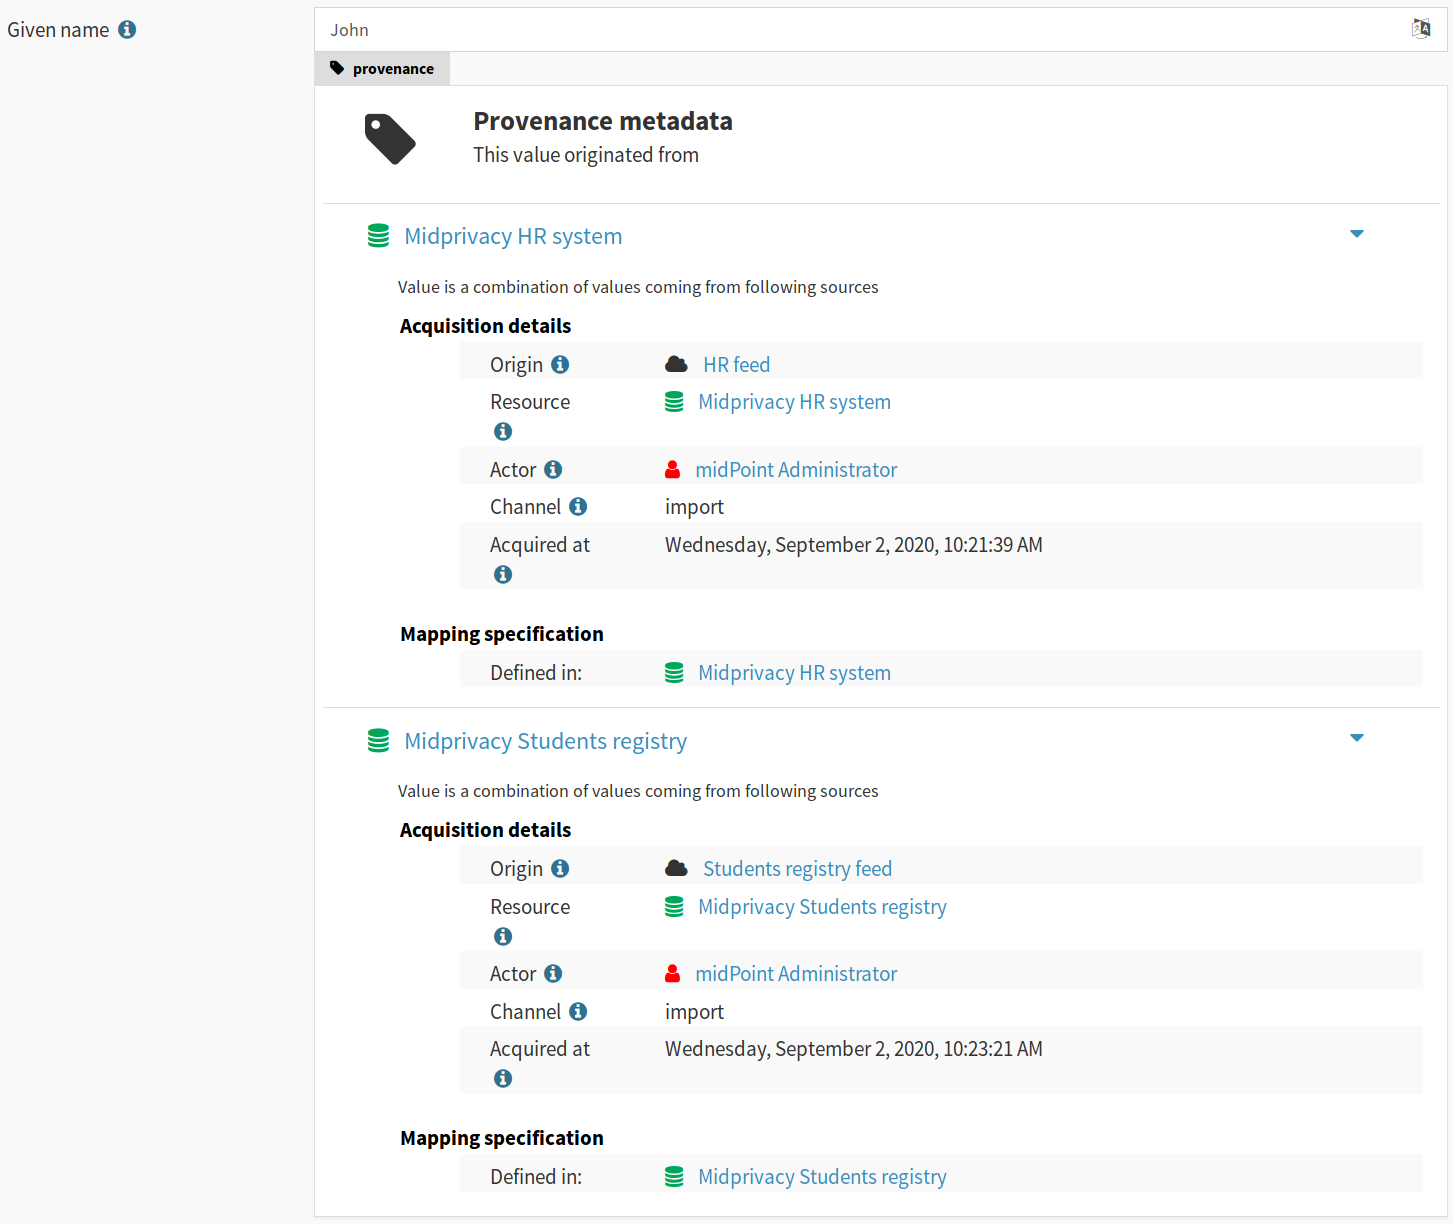 Given name
John
provenance
Provenance metadata
This value originated from
Midprivacy HR system
Value is a combination of values coming from following sources
Acquisition details
Origin HR feed
Resource Midprivacy HR system
Actor midPoint Administrator
Channel import
Acquired at Wednesday, September 2, 2020, 10:21:39 AM
Mapping specification
Defined in: Midprivacy HR system
Midprivacy Students registry
Value is a combination of values coming from following sources
Acquisition details
Origin Students registry feed
Resource Midprivacy Students registry
Actor midPoint Administrator
Channel import
Acquired at Wednesday, September 2, 2020, 10:23:21 AM
Mapping specification
Defined in: Midprivacy Students registry